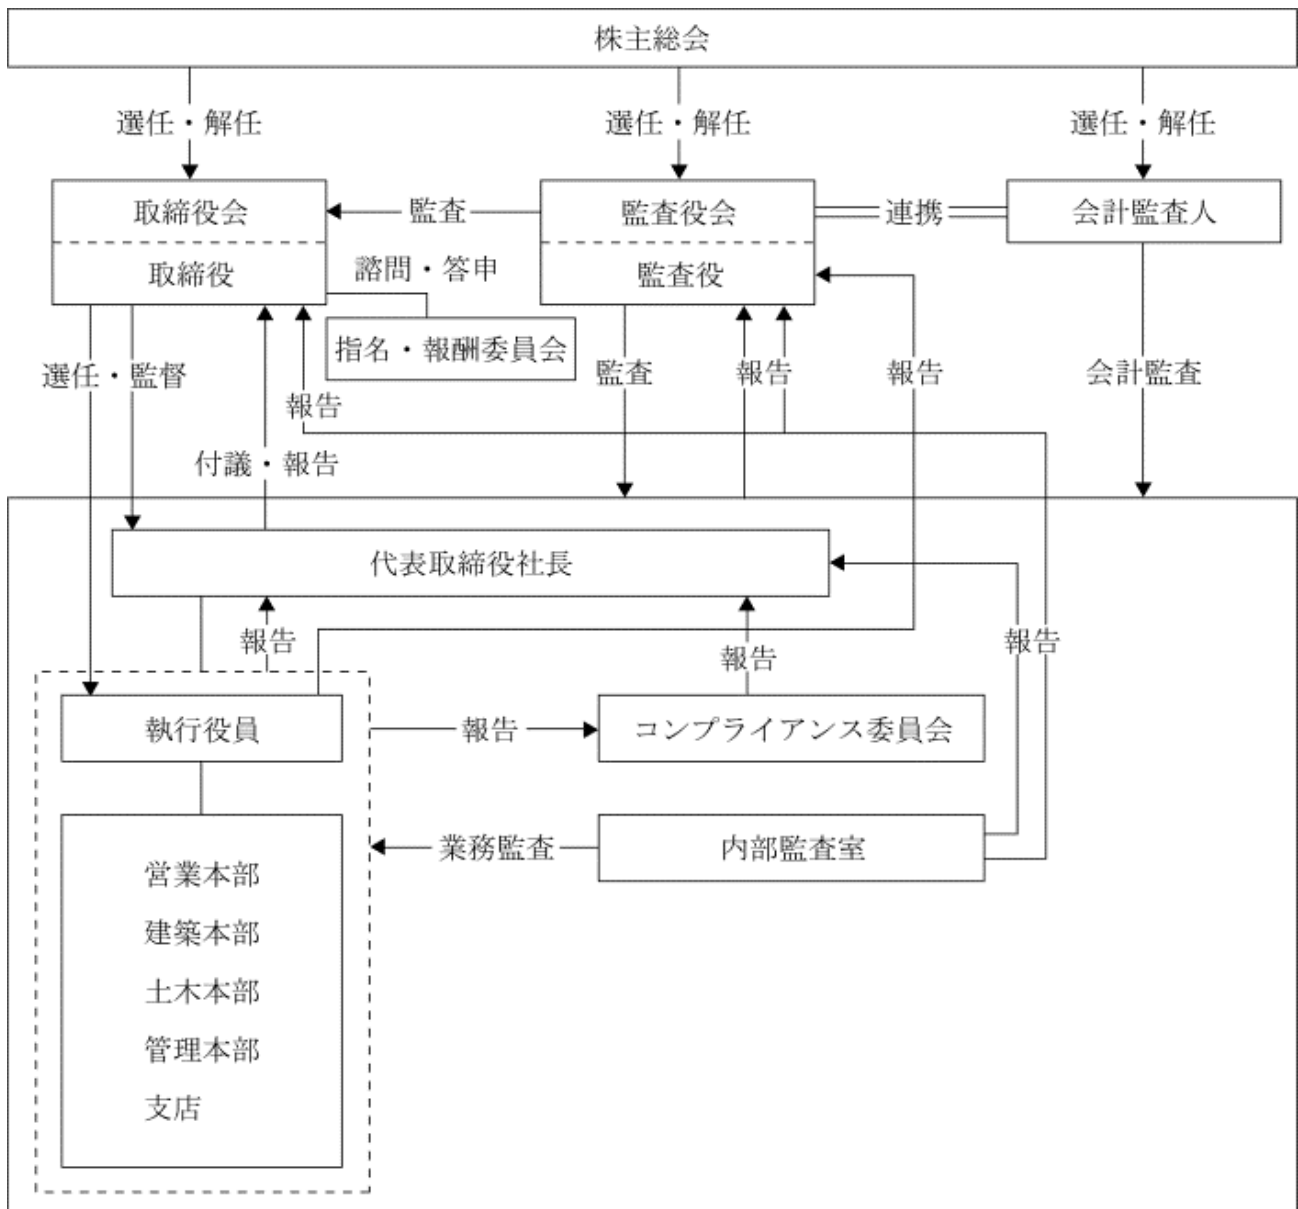 株主総会
選任・解任
選任・解任
選任・解任
取締役会
監査
監査役会
連携
会計監査人
取締役
諮問・答申
監査役
指名・報酬委員会
選任・監督
監査
報告
報告
会計監査
報告
付議・報告
代表取締役社長
報告
報告
報告
執行役員
報告
コンプライアンス委員会
業務監査
内部監査室
営業本部
建築本部
土木本部
管理本部
支店